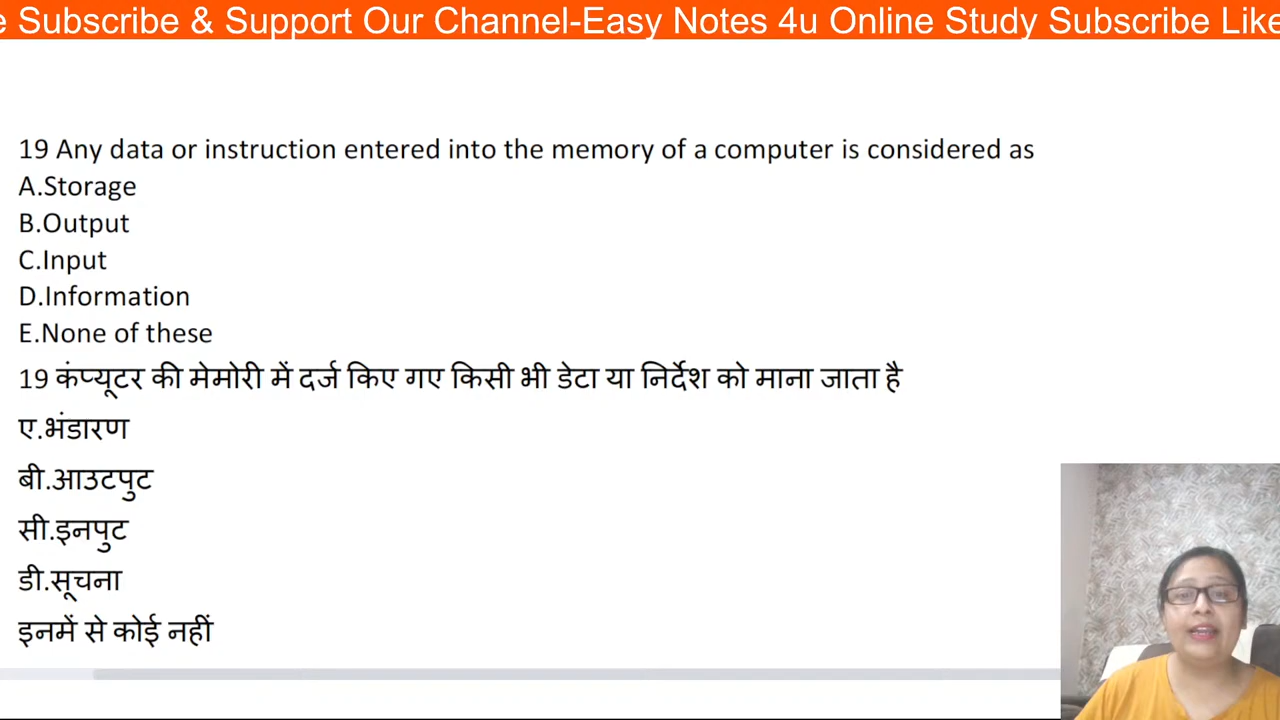 e Subscribe & Support Our Channel-Easy Notes 4u Online Study Subscribe Like
19 Any data or instruction entered into the memory of a computer is considered as
A.Storage
B.Output
C.Input
D.Information
E.None of these
19 कंप्यूटर की मेमोरी में दर्ज किए गए किसी भी डेटा या निर्देश को माना जाता है
ए.भंडारण
बी.आउटपुट
सी.इनपुट
डी.सूचना
इनमें से कोई नहीं